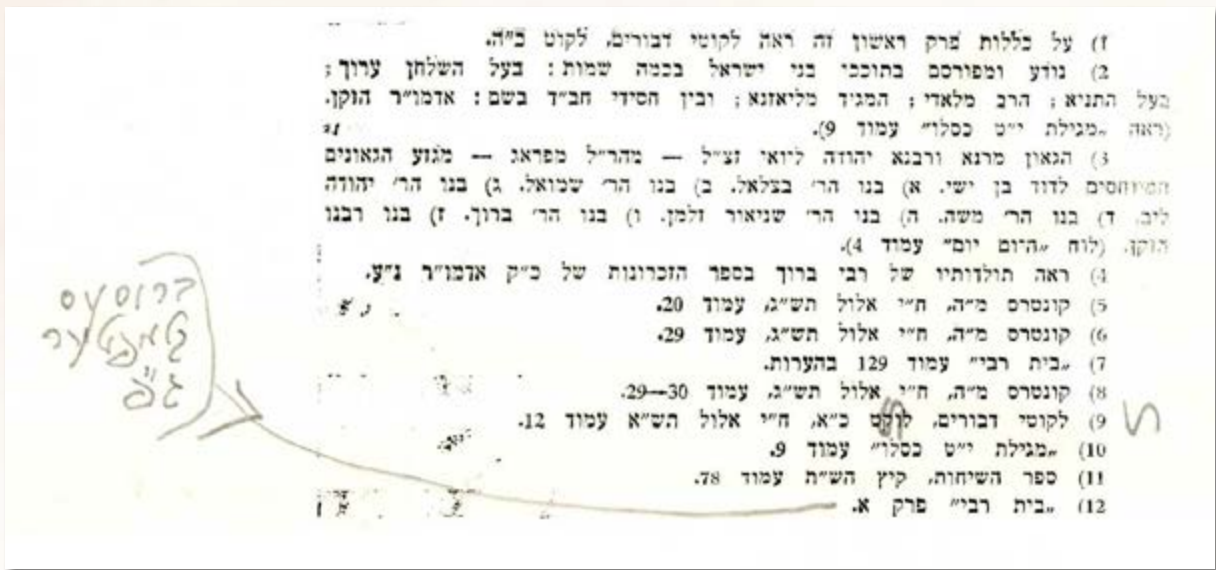 1) על כללות פרק ראשון זה ראה לקוטי דבורים, לקוט כ״ה.
2) נודע ומפורסם בתוככי בני ישראל בכמה שמות: בעל השלחן ערוך;
בעל התניא; הרב מלאדי; המגיד מליאזנא; ובין חסידי חב״ד בשם: אדמו״ר הזקן.
(ראה „מגילת י״ט כסלו״ עמוד 9).
3) הגאון מרנא ורבנא יהודה ליואי זצ״ל — מהר״ל מפראג — מגזע הגאונים
המיוחסים לדוד בן ישי. א) בנו הר׳ בצלאל. ב) בנו הר׳ שמואל. ג) בנו הר׳ יהודה
ליב. ד) בנו הר׳ משה. ה) בנו הר׳ שניאור זלמן. ו) בנו הר׳ ברוך. ז) בנו רבנו
הזקן. (לוח „היום יום״ עמוד 4).
4) ראה תולדותיו של רבי ברוך בספר הזכרונות של כ״ק אדמו״ר נ״ע.
5) קונטרס מ״ה, ח״י אלול תש״ג, עמוד 20.
6) קונטרס מ״ה, ח״י אלול תש״ג, עמוד 29.
7) „בית רבי״ עמוד 129 בהערות.
8) קונטרס מ״ה, ח״י אלול תש״ג, עמוד 29—30.
9) לקוטי דבורים, כ״א, ח״י אלול תש״א עמוד 12.
10) „מגילת י״ט כסלו״ עמוד 9.
11) ספר השיחות, קיץ הש״ת עמוד 78.
12) „בית רבי״ פרק א.